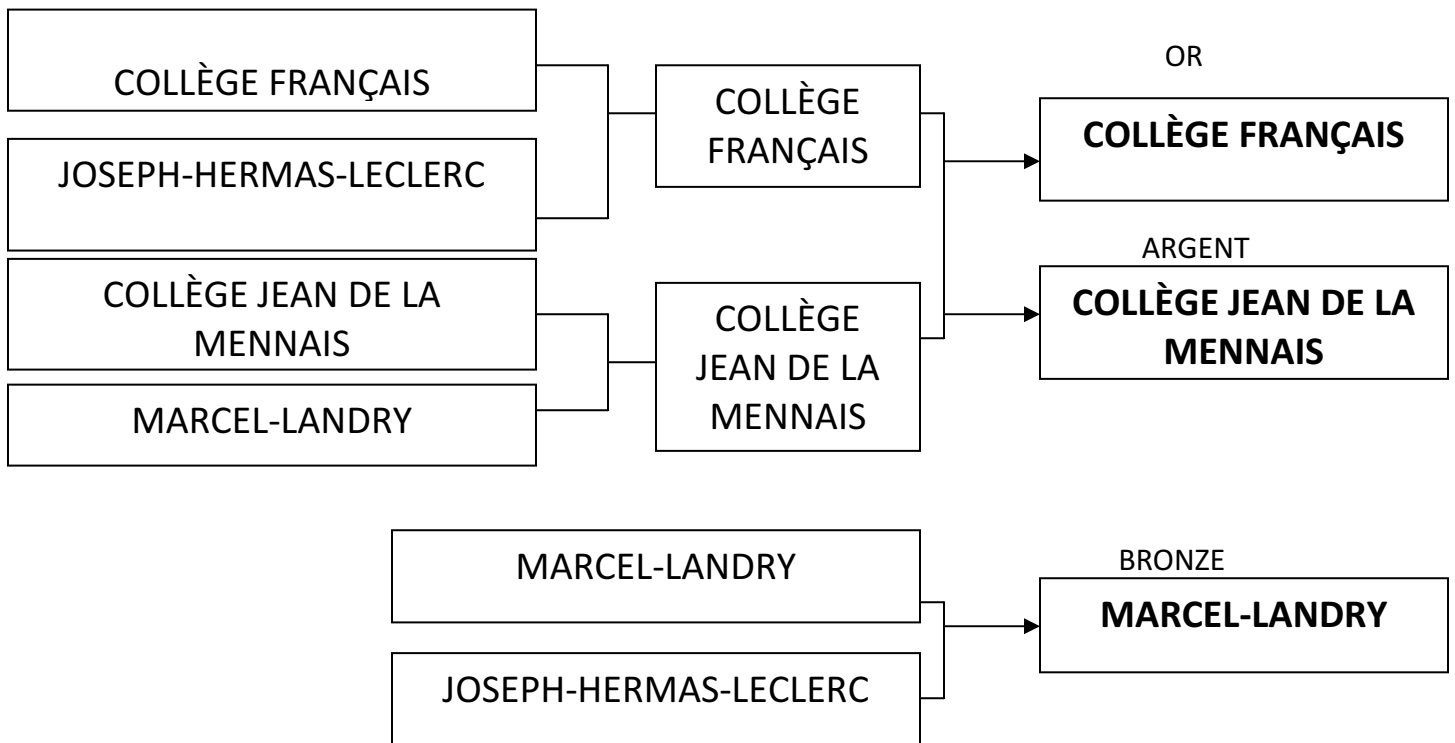 COLLÈGE FRANÇAIS
JOSEPH-HERMAS-LECLERC
COLLÈGE JEAN DE LA
MENNAIS
MARCEL-LANDRY
COLLÈGE
FRANÇAIS
COLLÈGE
JEAN DE LA
MENNAIS
OR
COLLÈGE FRANÇAIS
ARGENT
COLLÈGE JEAN DE LA
MENNAIS
MARCEL-LANDRY
JOSEPH-HERMAS-LECLERC
BRONZE
MARCEL-LANDRY